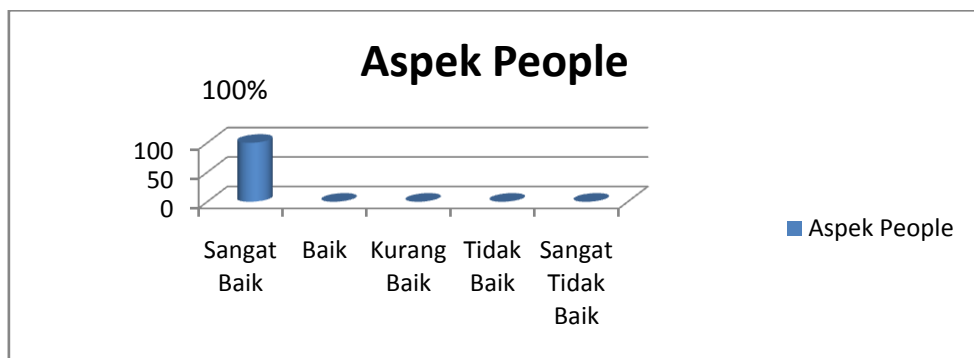 Aspek People
100%
100
50
0
Sangat Baik
Baik
Kurang Baik
Tidak Baik
Sangat Tidak Baik
Aspek People